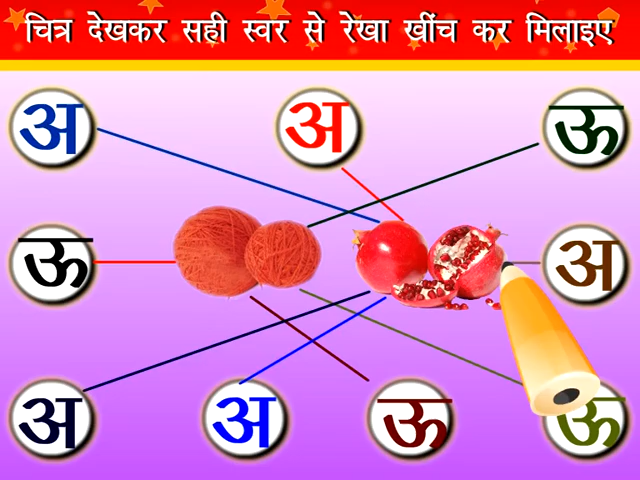 चित्र देखकर सही स्वर से रेखा खींच कर मिलाइए
अ अ ऊ
ऊ अ
अ अ ऊ ऊ